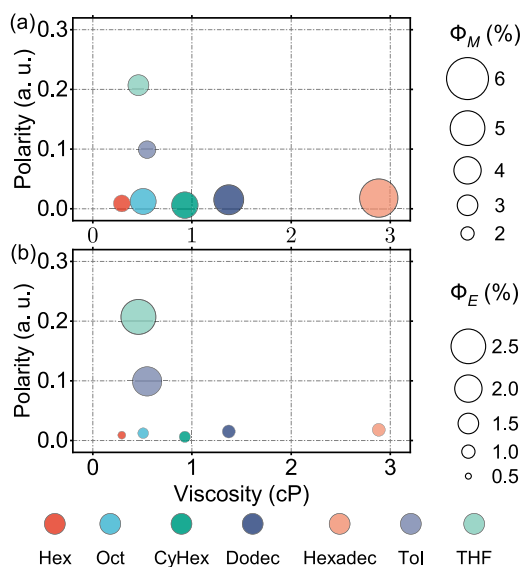 (a)
Polarity (a. u.)
0.3
0.2
0.1
0.0
0 1 2 3
Φ_M (%)
6
5
4
3
2
(b)
Polarity (a. u.)
0.3
0.2
0.1
0.0
0 1 2 3
Viscosity (cP)
Φ_E (%)
2.5
2.0
1.5
1.0
0.5
Hex Oct CyHex Dodec Hexadec Tol THF